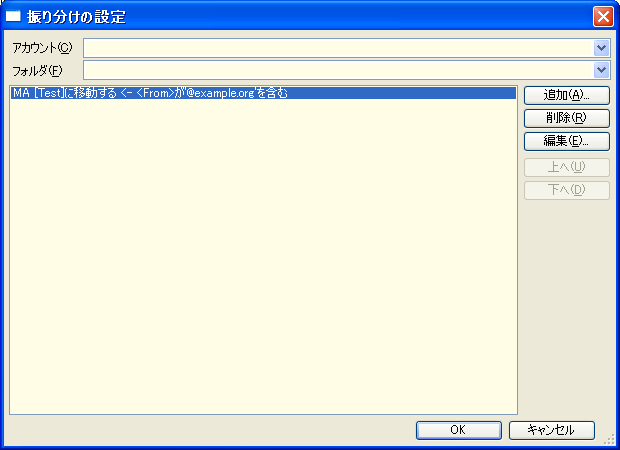 振り分けの設定
アカウント(C)
フォルダ(F)
MA [Test]に移動する <- <From>が'@example.org'を含む
追加(A)...
削除(R)
編集(E)...
上へ(U)
下へ(D)
OK
キャンセル